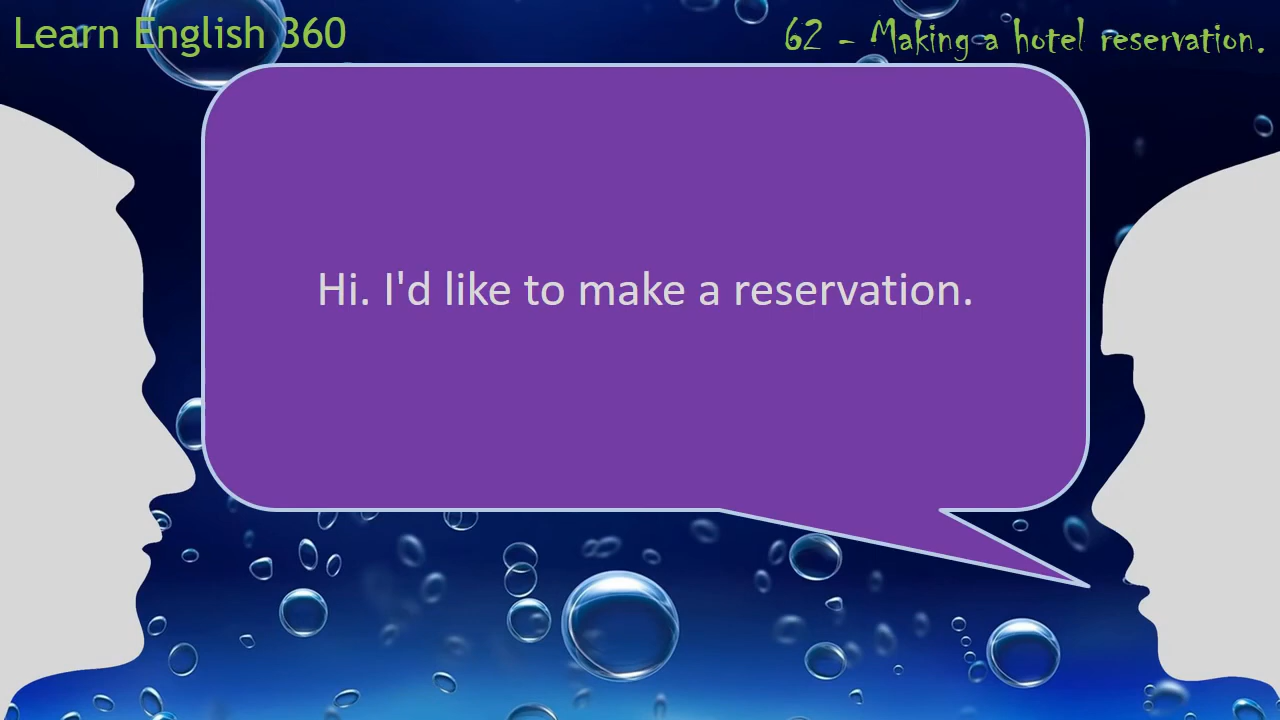 Learn English 360
62 - Making a hotel reservation.
Hi. I'd like to make a reservation.